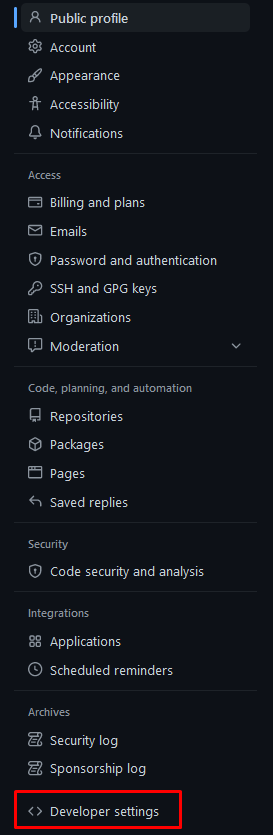 Public profile
Account
Appearance
Accessibility
Notifications
Access
Billing and plans
Emails
Password and authentication
SSH and GPG keys
Organizations
Moderation
Code, planning, and automation
Repositories
Packages
Pages
Saved replies
Security
Code security and analysis
Integrations
Applications
Scheduled reminders
Archives
Security log
Sponsorship log
Developer settings